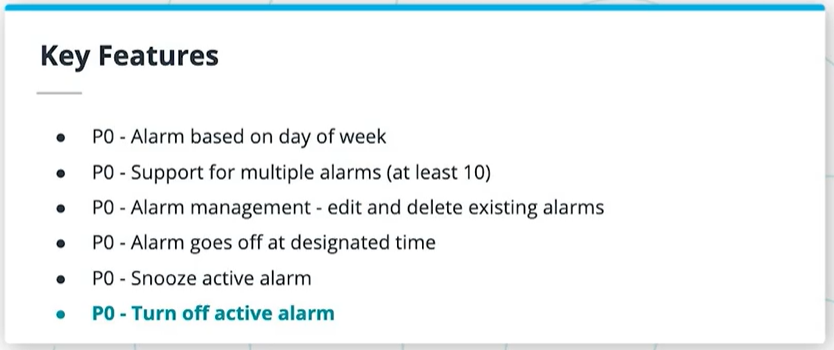 Key Features
● P0 - Alarm based on day of week
● P0 - Support for multiple alarms (at least 10)
● P0 - Alarm management - edit and delete existing alarms
● P0 - Alarm goes off at designated time
● P0 - Snooze active alarm
● P0 - Turn off active alarm